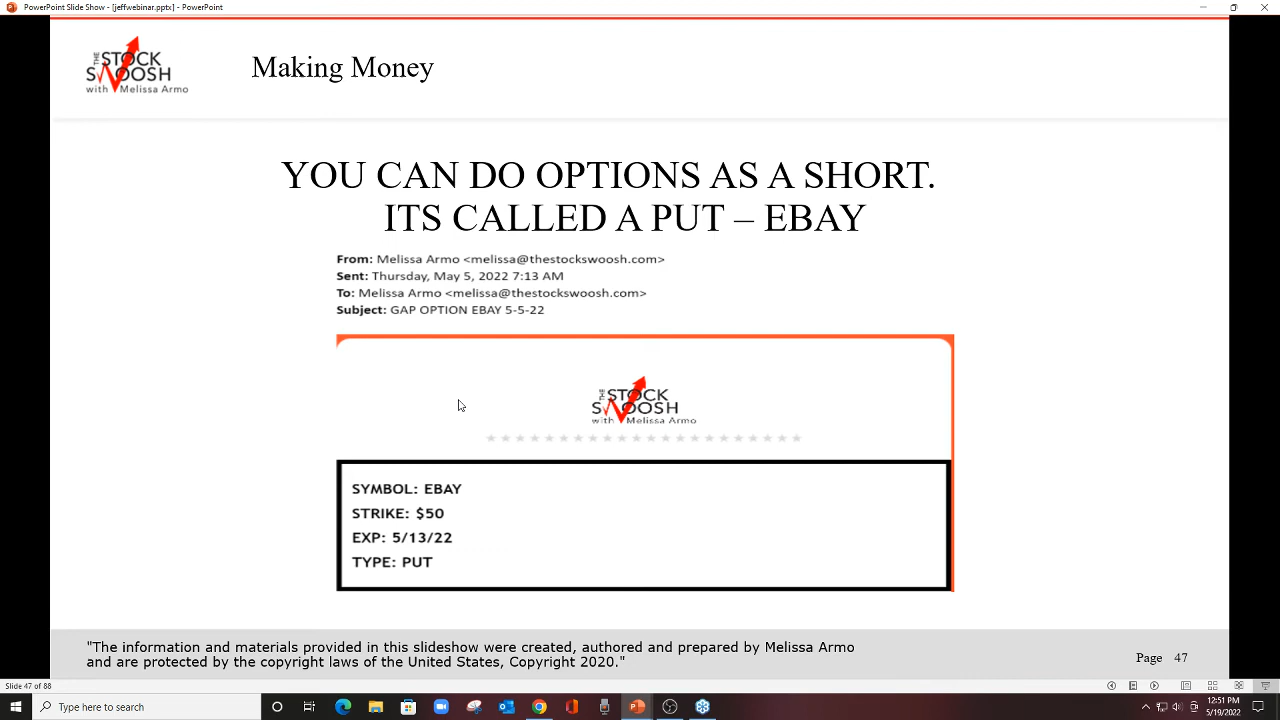 PowerPoint Slide Show - [jeffwebinar.pptx] - PowerPoint
THE
STOCK
SWOOSH
with Melissa Armo
Making Money
YOU CAN DO OPTIONS AS A SHORT.
ITS CALLED A PUT – EBAY
From: Melissa Armo <melissa@thestockswoosh.com>
Sent: Thursday, May 5, 2022 7:13 AM
To: Melissa Armo <melissa@thestockswoosh.com>
Subject: GAP OPTION EBAY 5-5-22
THE
STOCK
SWOOSH
with Melissa Armo
SYMBOL: EBAY
STRIKE: $50
EXP: 5/13/22
TYPE: PUT
"The information and materials provided in this slideshow were created, authored and prepared by Melissa Armo
and are protected by the copyright laws of the United States, Copyright 2020."
Page 47
Slide 47 of 88
Type here to search
12:51 PM
5/19/2022